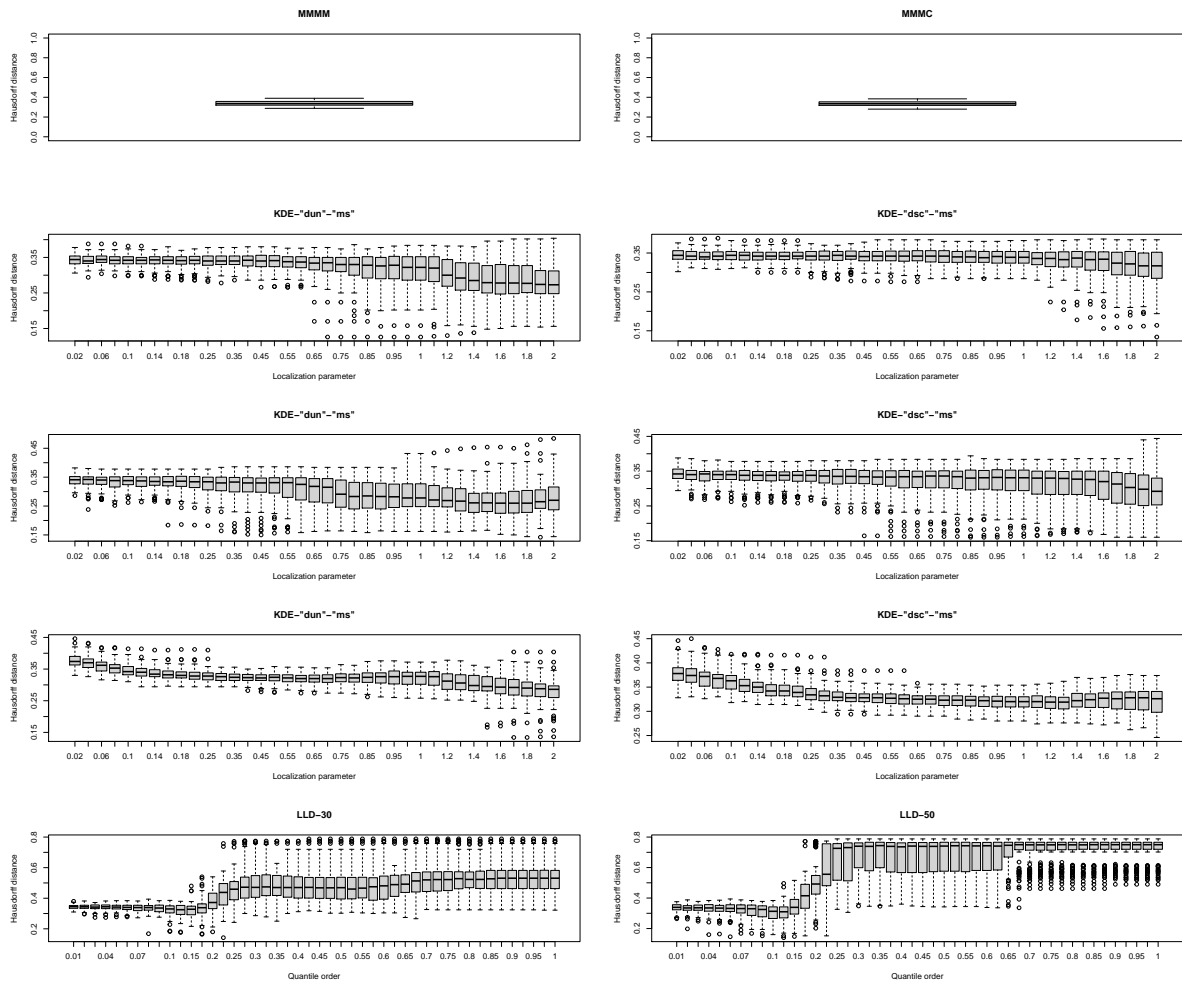 MMMM
Hausdorff distance
0.0 0.2 0.4 0.6 0.8 1.0
MMMC
Hausdorff distance
0.0 0.2 0.4 0.6 0.8 1.0
KDE−"dun"−"ms"
Hausdorff distance
0.15 0.25 0.35
0.02 0.06 0.1 0.14 0.18 0.25 0.35 0.45 0.55 0.65 0.75 0.85 0.95 1 1.2 1.4 1.6 1.8 2
Localization parameter
KDE−"dsc"−"ms"
Hausdorff distance
0.15 0.25 0.35
0.02 0.06 0.1 0.14 0.18 0.25 0.35 0.45 0.55 0.65 0.75 0.85 0.95 1 1.2 1.4 1.6 1.8 2
Localization parameter
KDE−"dun"−"ms"
Hausdorff distance
0.15 0.25 0.35 0.45
0.02 0.06 0.1 0.14 0.18 0.25 0.35 0.45 0.55 0.65 0.75 0.85 0.95 1 1.2 1.4 1.6 1.8 2
Localization parameter
KDE−"dsc"−"ms"
Hausdorff distance
0.15 0.25 0.35 0.45
0.02 0.06 0.1 0.14 0.18 0.25 0.35 0.45 0.55 0.65 0.75 0.85 0.95 1 1.2 1.4 1.6 1.8 2
Localization parameter
KDE−"dun"−"ms"
Hausdorff distance
0.15 0.25 0.35 0.45
0.02 0.06 0.1 0.14 0.18 0.25 0.35 0.45 0.55 0.65 0.75 0.85 0.95 1 1.2 1.4 1.6 1.8 2
Localization parameter
KDE−"dsc"−"ms"
Hausdorff distance
0.25 0.30 0.35 0.40 0.45
0.02 0.06 0.1 0.14 0.18 0.25 0.35 0.45 0.55 0.65 0.75 0.85 0.95 1 1.2 1.4 1.6 1.8 2
Localization parameter
LLD−30
Hausdorff distance
0.2 0.4 0.6 0.8
0.01 0.04 0.07 0.1 0.15 0.2 0.25 0.3 0.35 0.4 0.45 0.5 0.55 0.6 0.65 0.7 0.75 0.8 0.85 0.9 0.95 1
Quantile order
LLD−50
Hausdorff distance
0.2 0.4 0.6 0.8
0.01 0.04 0.07 0.1 0.15 0.2 0.25 0.3 0.35 0.4 0.45 0.5 0.55 0.6 0.65 0.7 0.75 0.8 0.85 0.9 0.95 1
Quantile order